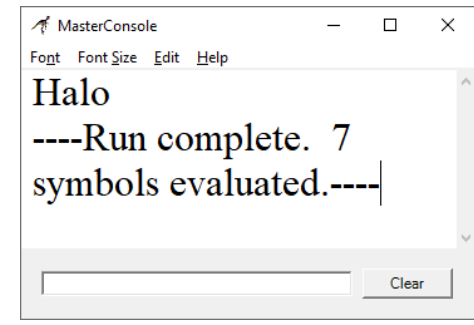 MasterConsole
Font Font Size Edit Help
Halo
----Run complete.  7
symbols evaluated.----
Clear